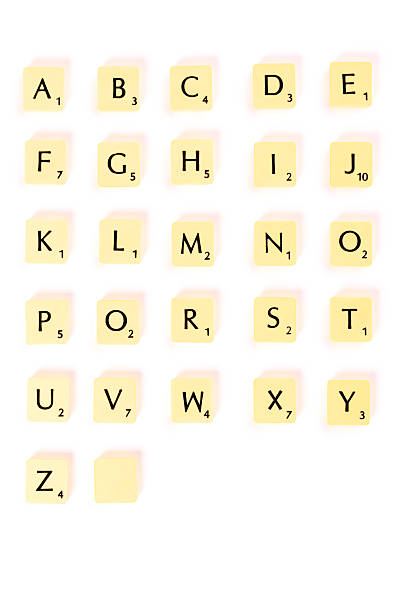 A1 B3 C4 D3 E1
F7 G5 H5 I2 J10
K1 L1 M2 N1 O2
P5 O2 R1 S2 T1
U2 V7 W4 X7 Y3
Z4